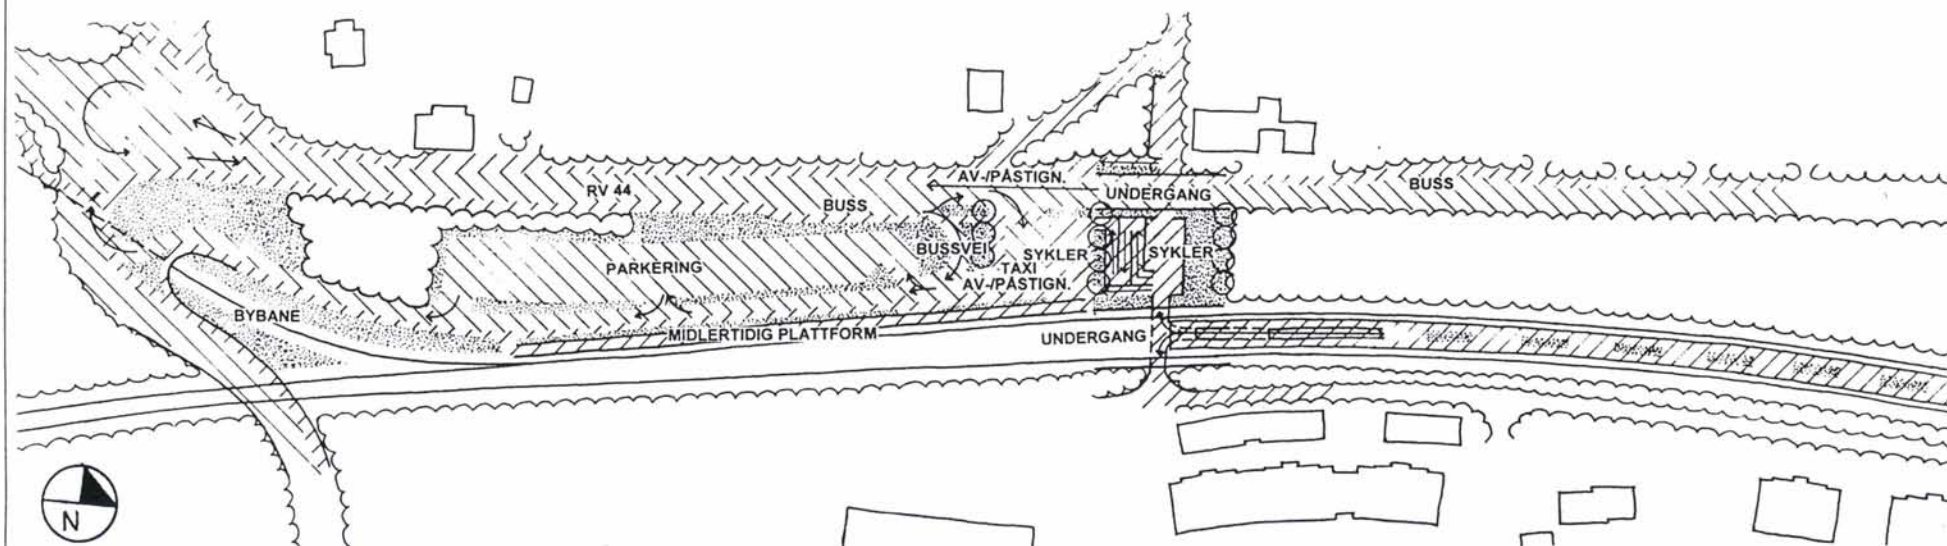 AV-/PÅSTIGN.
BUSS
RV 44
UNDERGANG
BUSS
BUSSVEI
SYKLER
SYKLER
PARKERING
TAXI
AV-/PÅSTIGN.
BYBANE
MIDLERTIDIG PLATTFORM
UNDERGANG
N